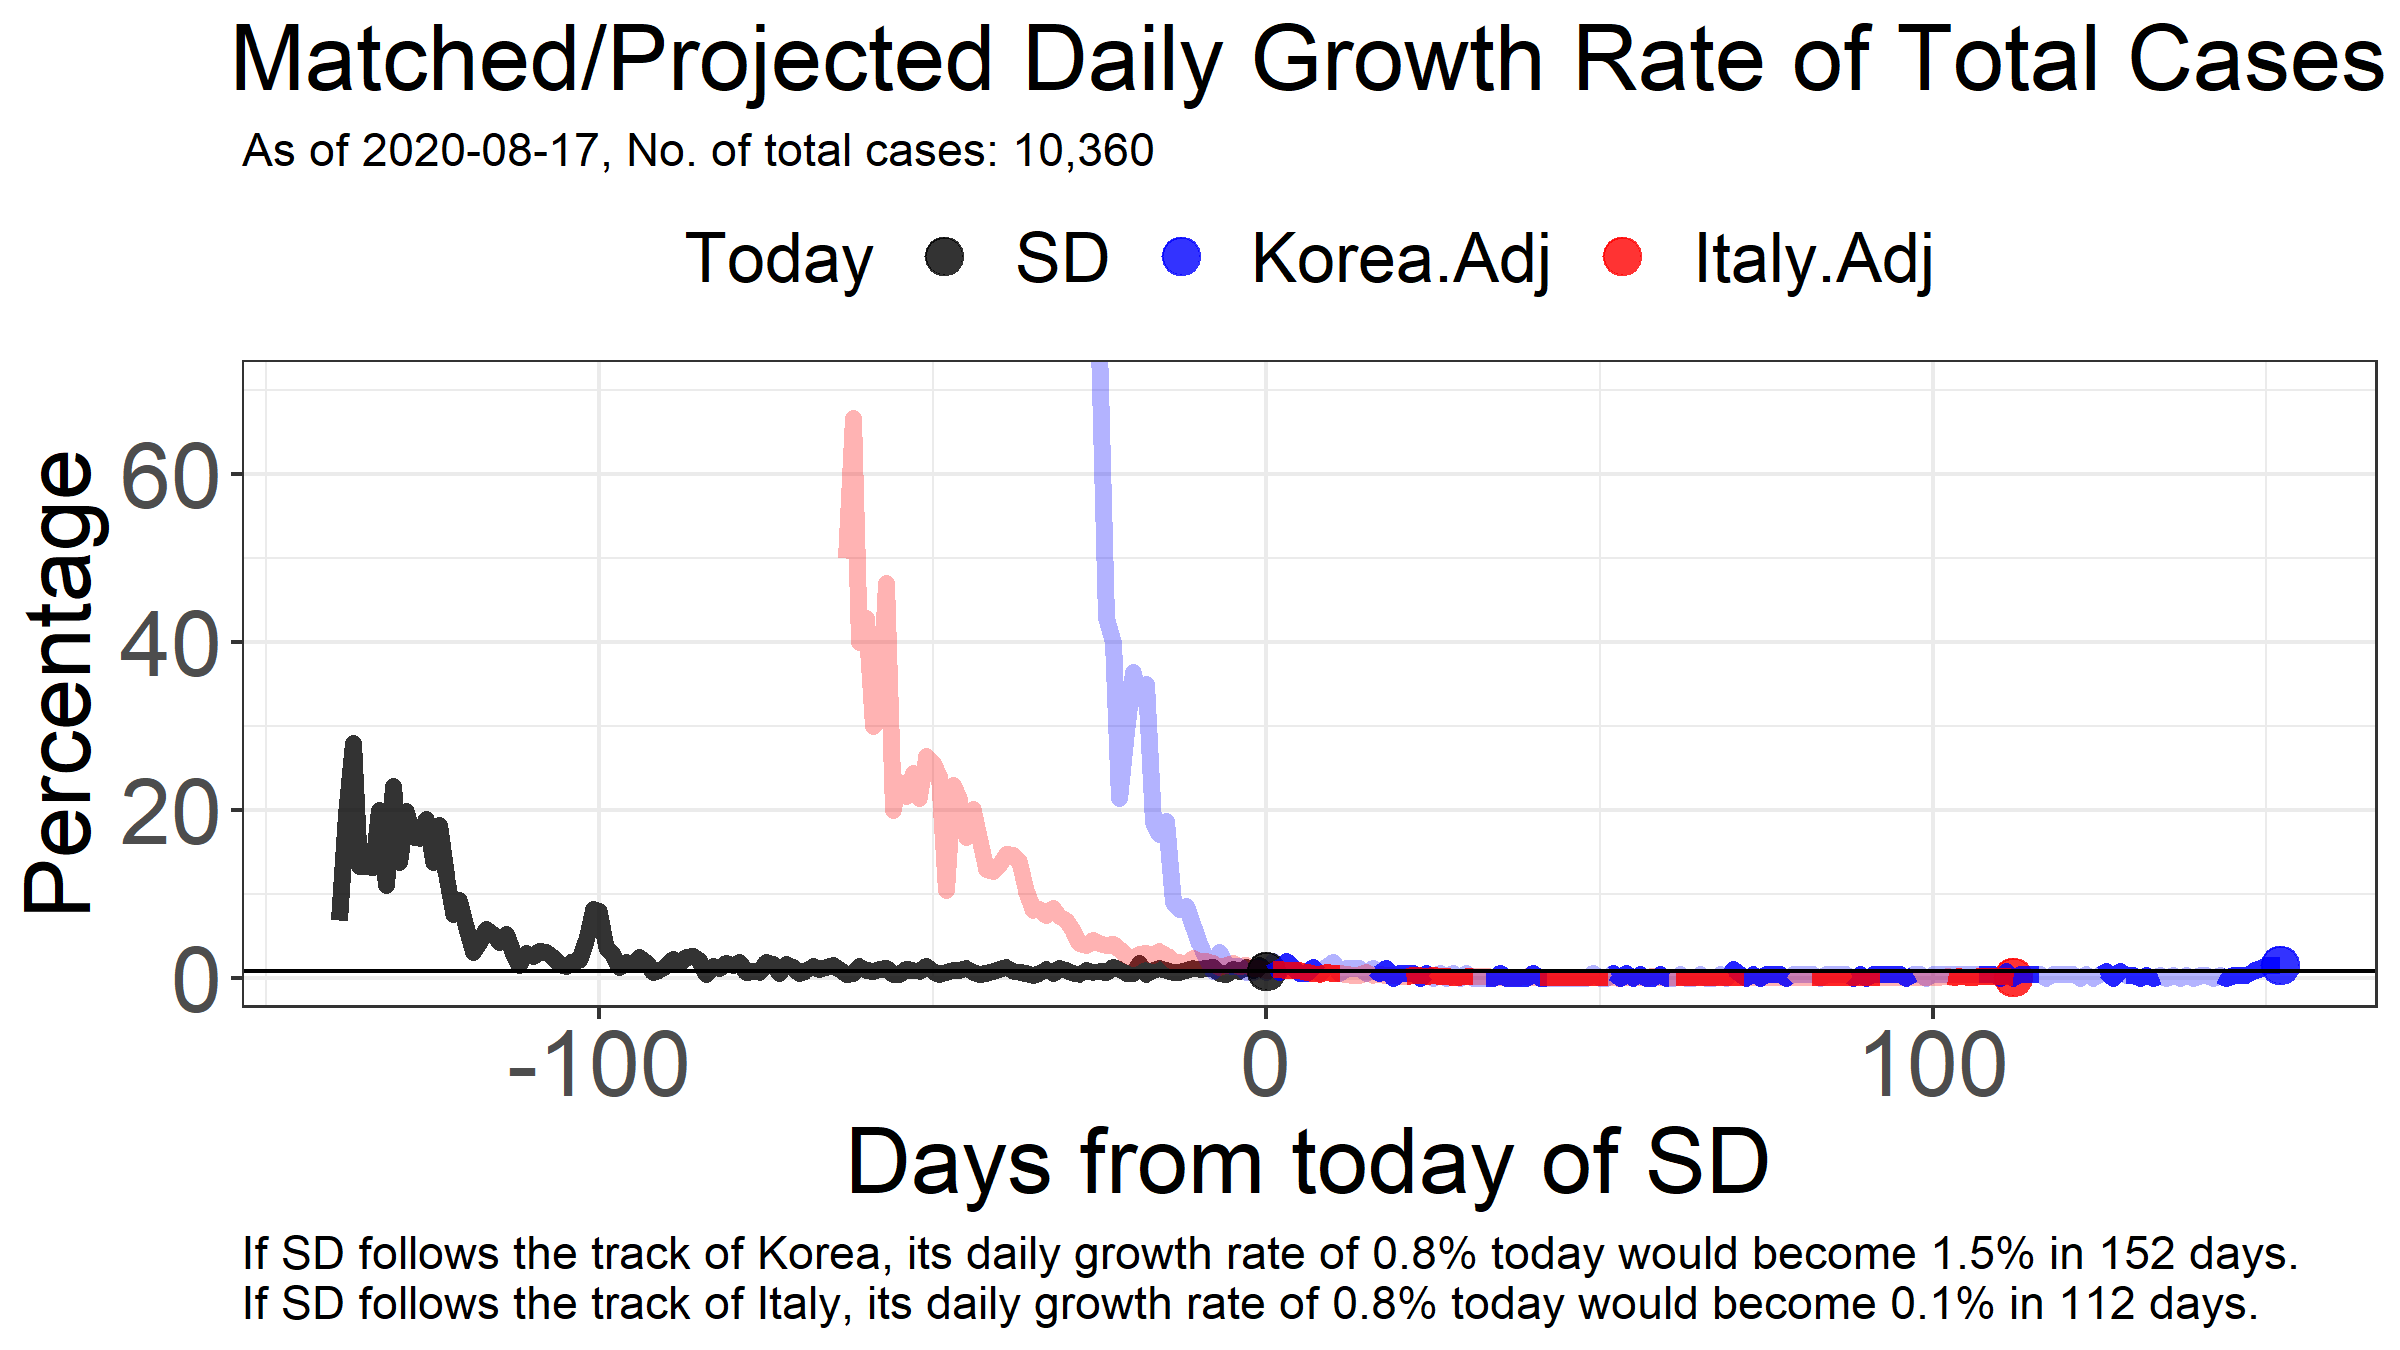 Matched/Projected Daily Growth Rate of Total Cases
As of 2020-08-17, No. of total cases: 10,360
Today SD Korea.Adj Italy.Adj
Percentage
60
40
20
0
-100 0 100
Days from today of SD
If SD follows the track of Korea, its daily growth rate of 0.8% today would become 1.5% in 152 days.
If SD follows the track of Italy, its daily growth rate of 0.8% today would become 0.1% in 112 days.